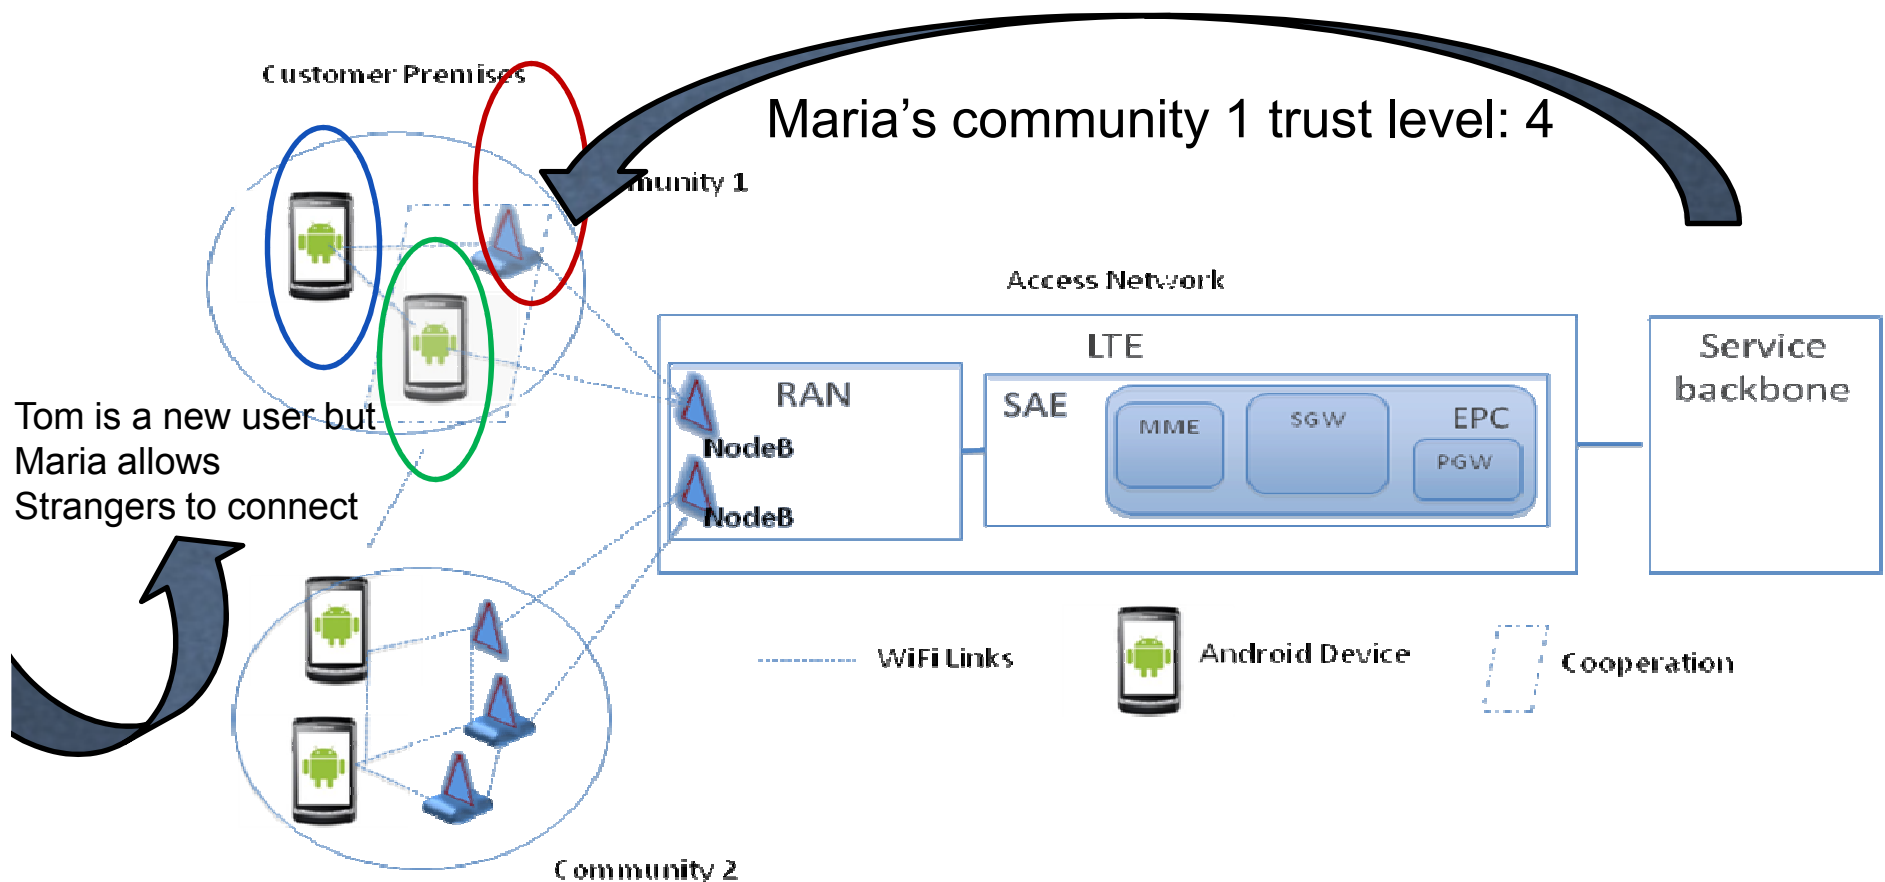 Customer Premises
Maria’s community 1 trust level: 4
munity 1
Access Network
LTE
Service
backbone
RAN
SAE
MME
SGW
EPC
PGW
NodeB
NodeB
Tom is a new user but
Maria allows
Strangers to connect
WiFi Links
Android Device
Cooperation
Community 2